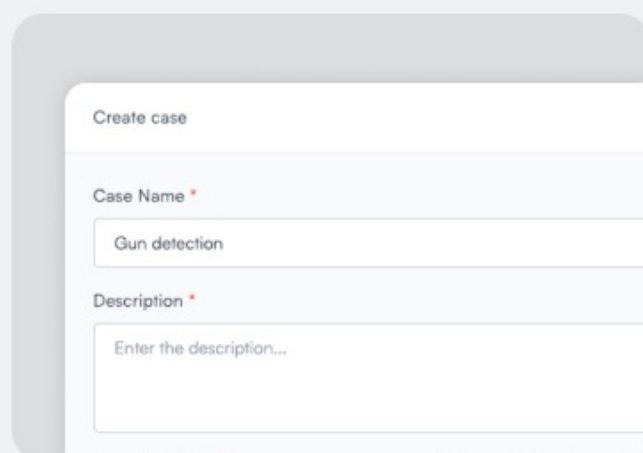 Create case
Case Name *
Gun detection
Description *
Enter the description...